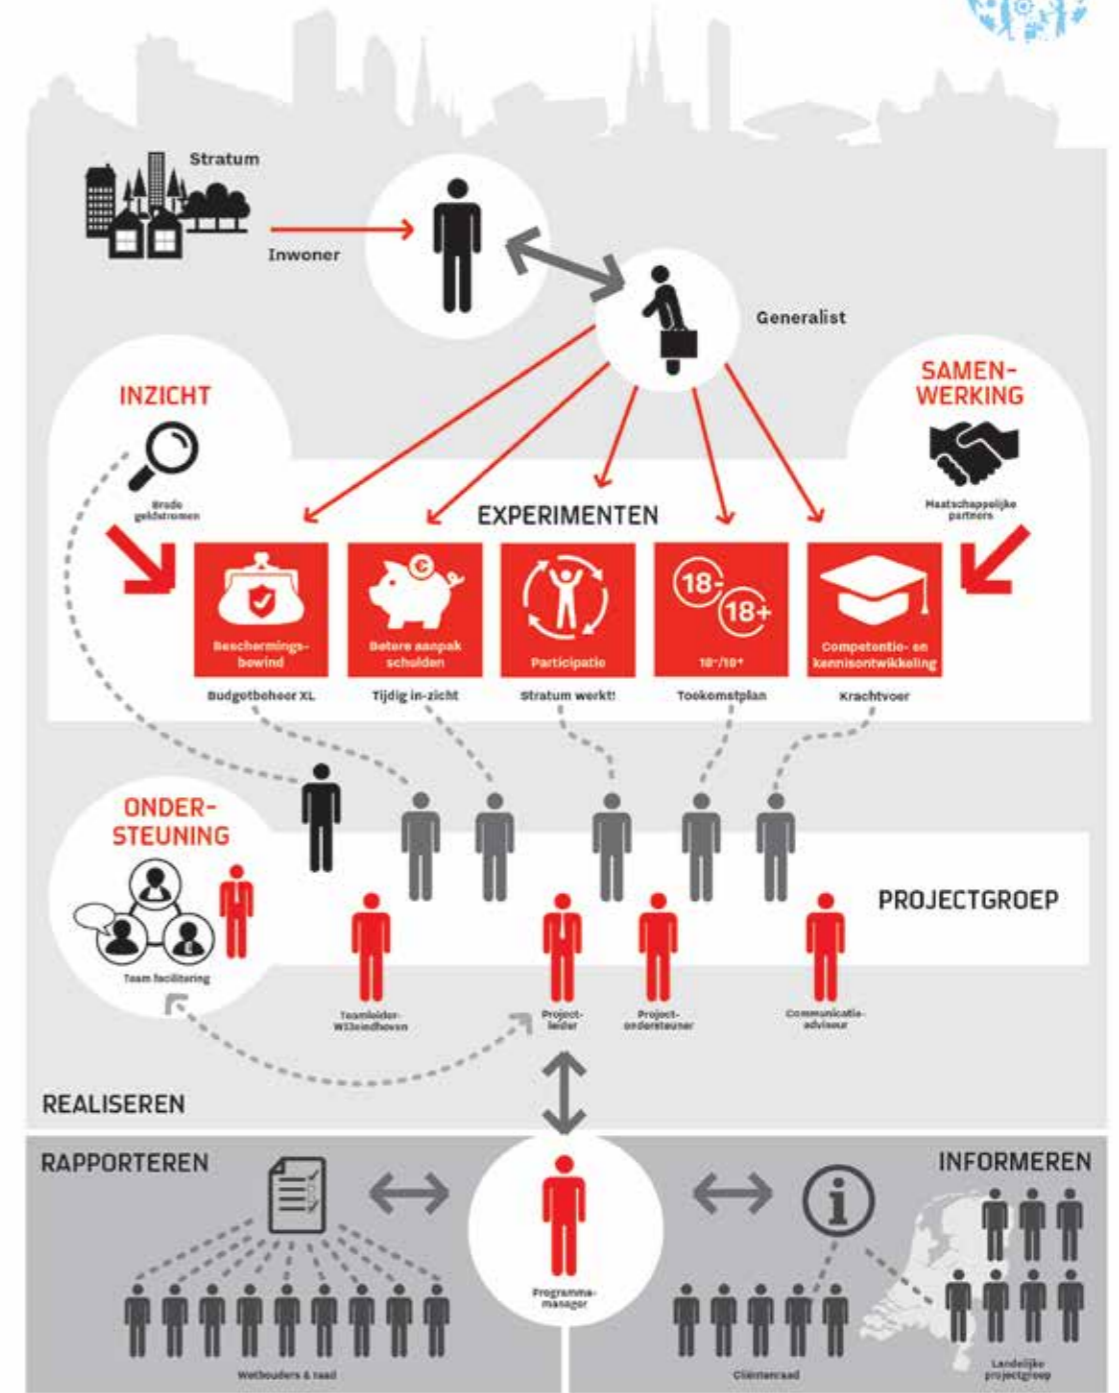 Stratum
Inwoner
Generalist
INZICHT
Brede
geldstromen
SAMEN-
WERKING
Maatschappelijke
partners
EXPERIMENTEN
€
18-
18+
Beschermings-
bewind
Betere aanpak
schulden
Participatie
18-/18+
Competentie- en
kennisontwikkeling
Budgetbeheer XL
Tijdig in-zicht
Stratum werkt!
Toekomstplan
Krachtvoer
ONDER-
STEUNING
Team facilitering
PROJECTGROEP
Teamleider-
WIJeindhoven
Project-
leider
Project-
ondersteuner
Communicatie-
adviseur
REALISEREN
RAPPORTEREN
INFORMEREN
i
Programma-
manager
Wethouders & raad
Cliëntenraad
Landelijke
projectgroep